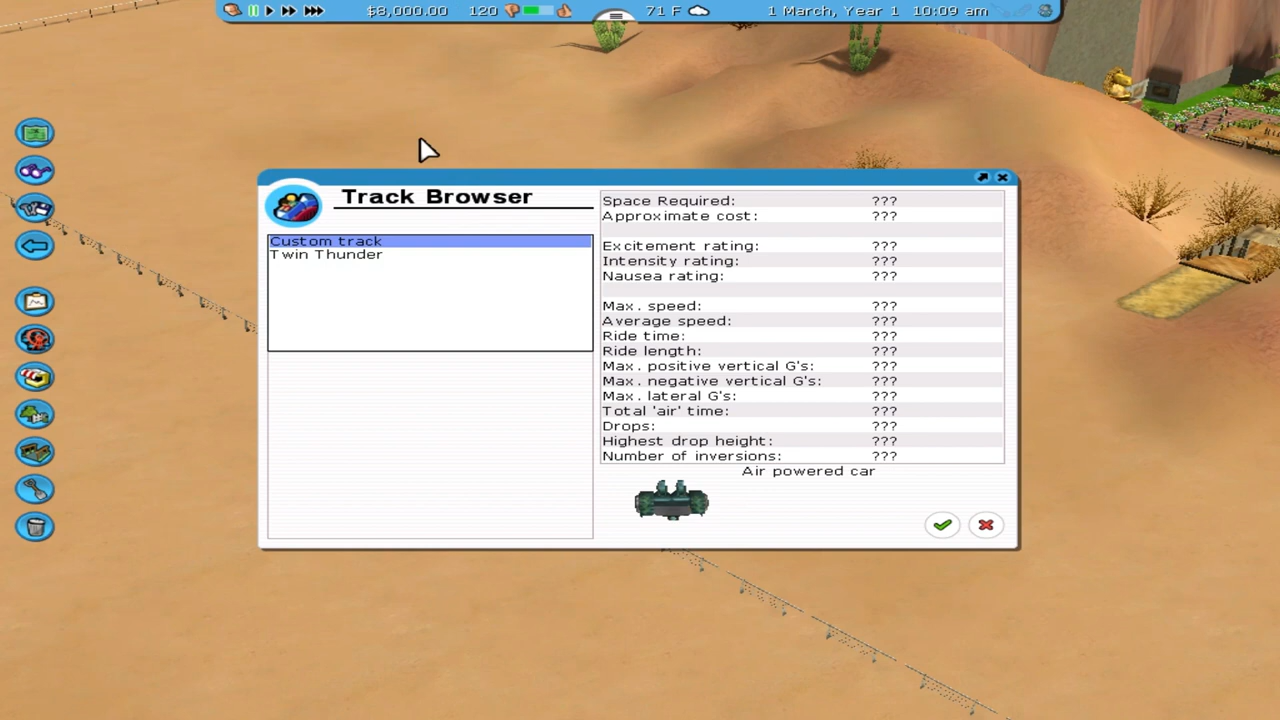 $8,000.00 120 71 F 1 March, Year 1 10:09 am
Track Browser
Custom track
Twin Thunder
Space Required: ???
Approximate cost: ???
Excitement rating: ???
Intensity rating: ???
Nausea rating: ???
Max. speed: ???
Average speed: ???
Ride time: ???
Ride length: ???
Max. positive vertical G's: ???
Max. negative vertical G's: ???
Max. lateral G's: ???
Total 'air' time: ???
Drops: ???
Highest drop height: ???
Number of inversions: ???
Air powered car